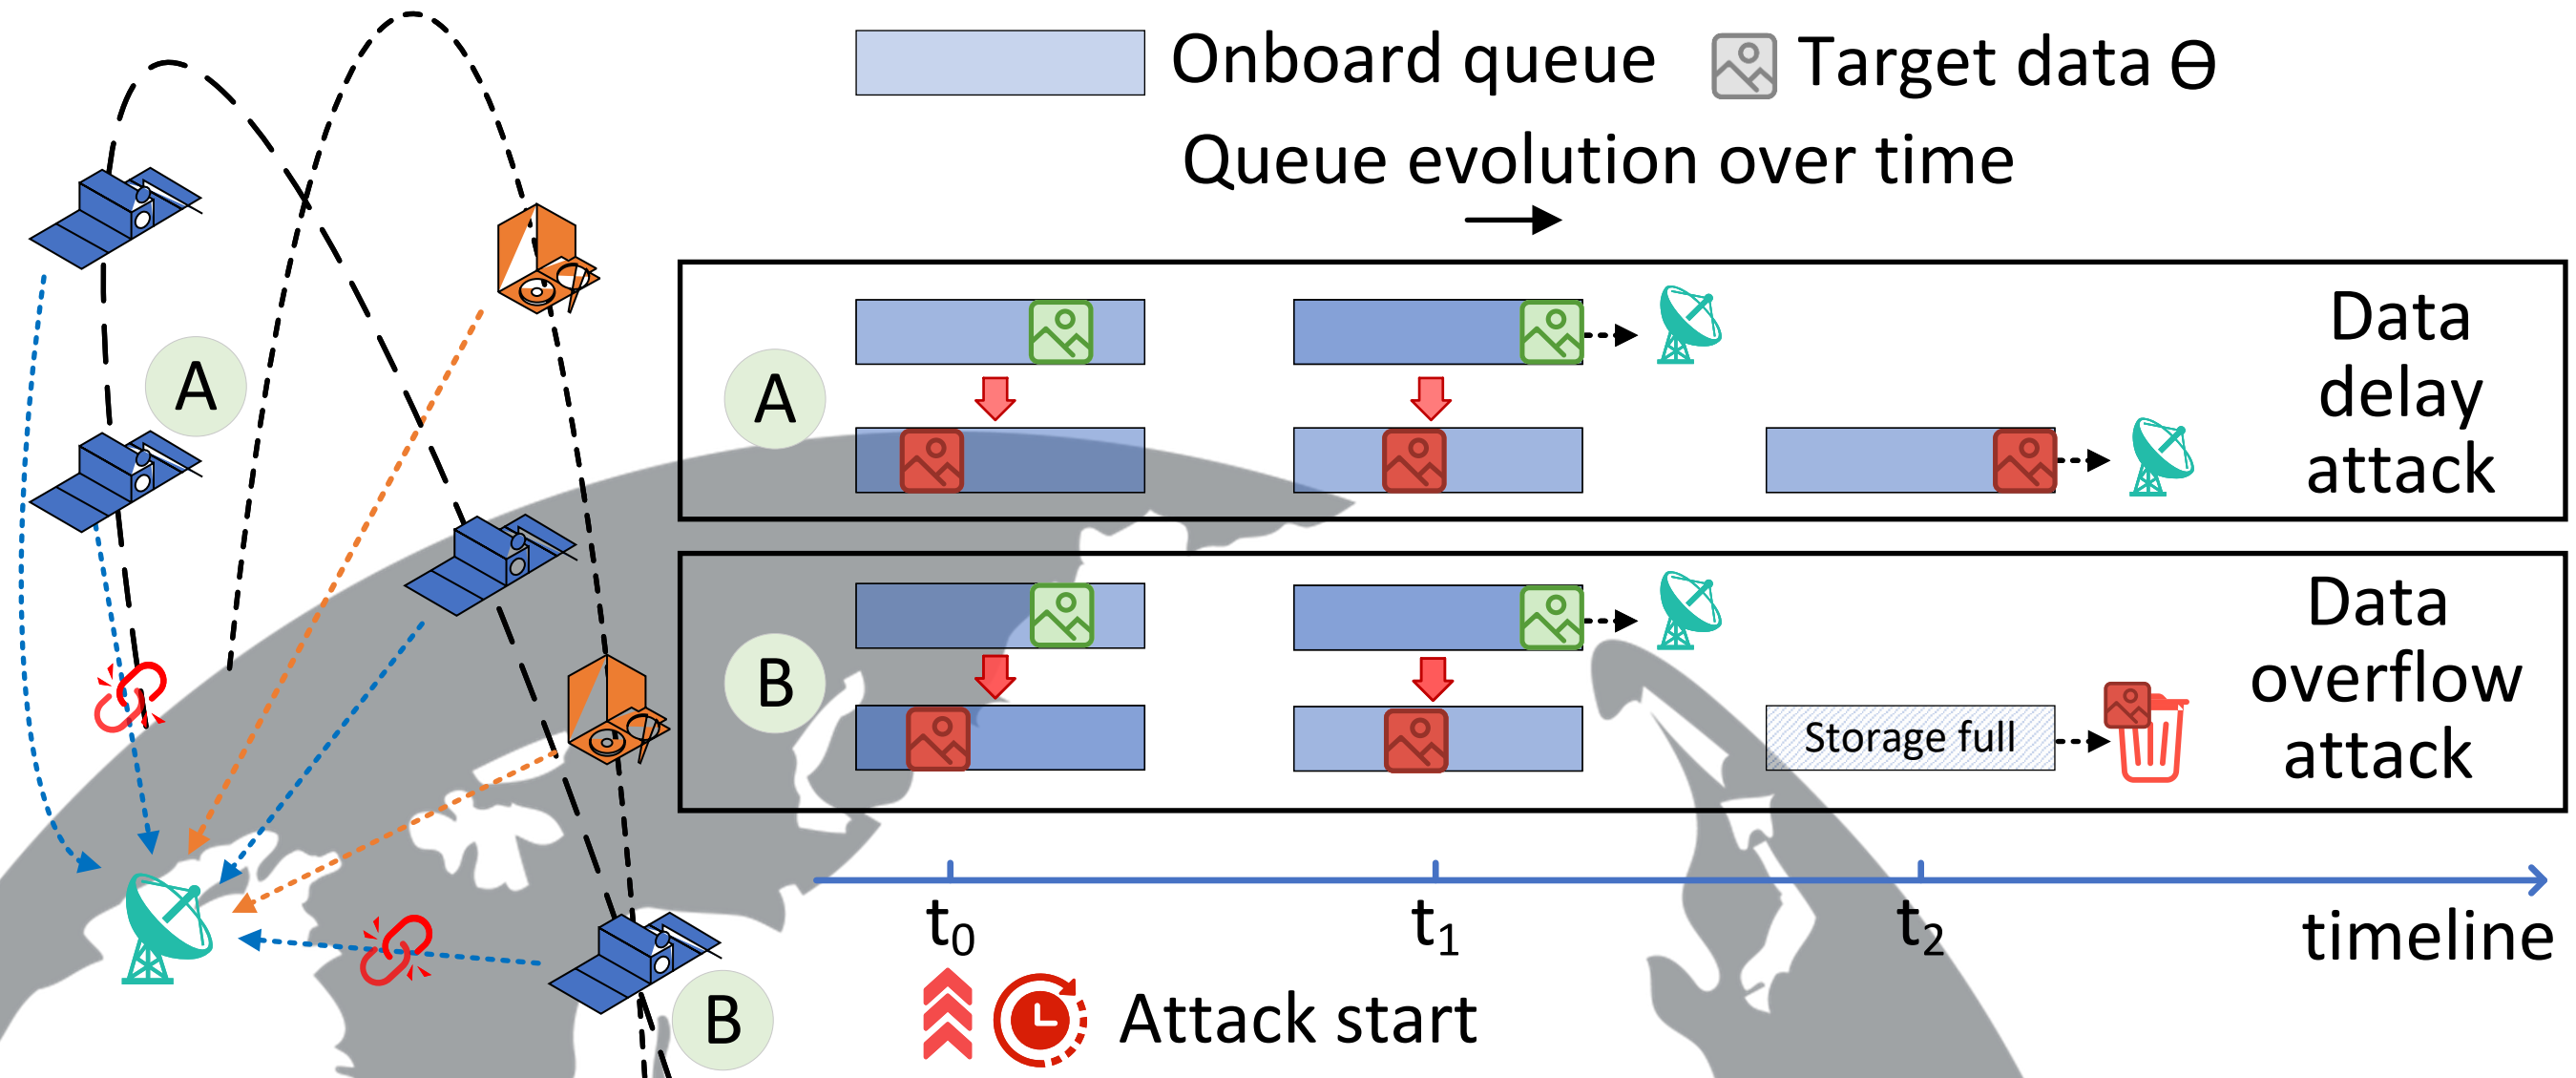 Onboard queue
Target data Θ
Queue evolution over time
A
A
Data
delay
attack
B
Data
overflow
attack
Storage full
t₀
t₁
t₂
timeline
Attack start
B